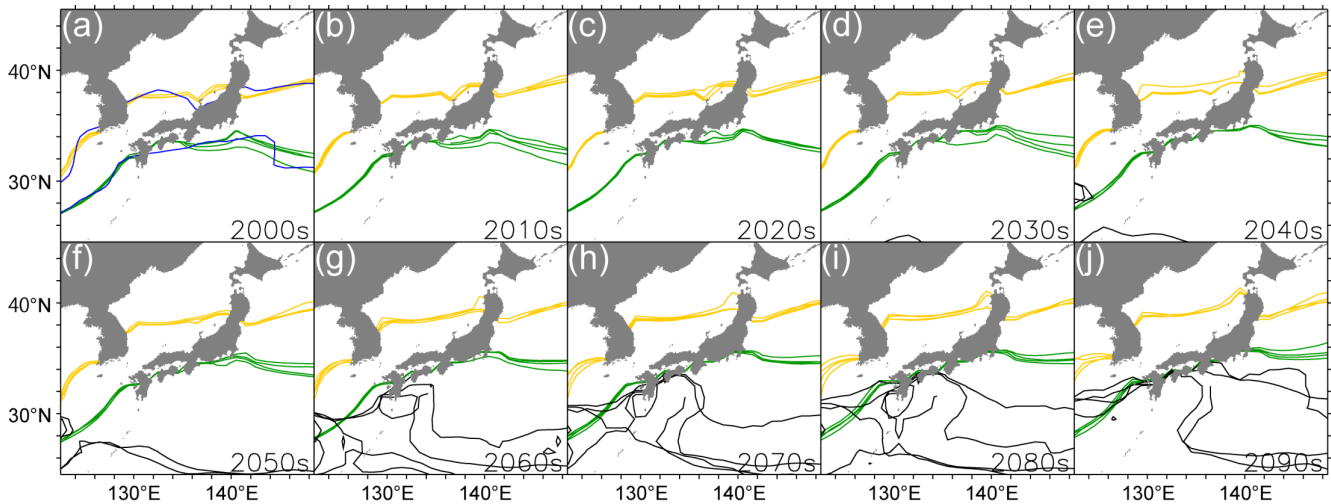 (a) (b) (c) (d) (e)
40°N
30°N
2000s 2010s 2020s 2030s 2040s
(f) (g) (h) (i) (j)
40°N
30°N
2050s 2060s 2070s 2080s 2090s
130°E 140°E 130°E 140°E 130°E 140°E 130°E 140°E 130°E 140°E